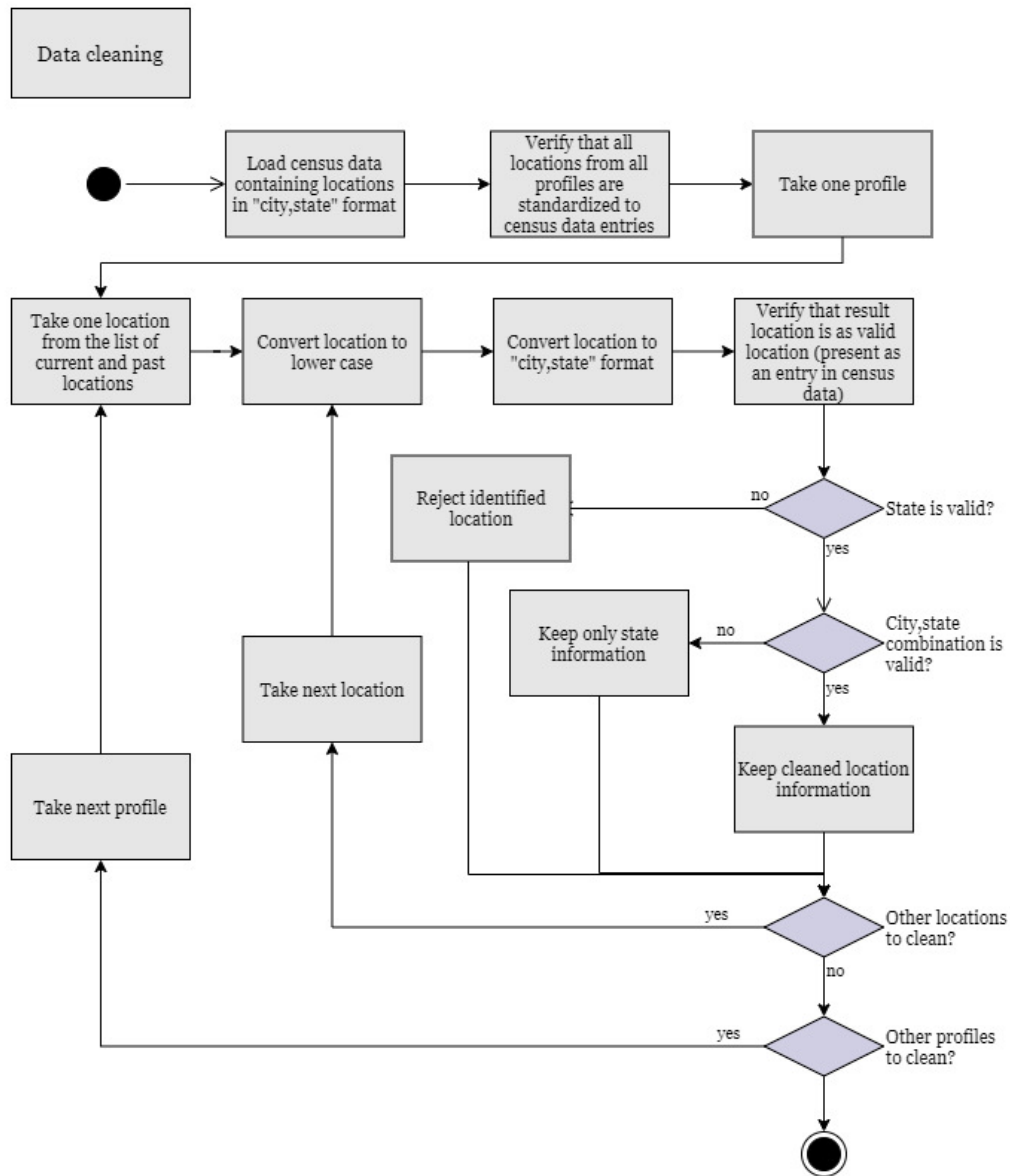 Data cleaning
Load census data
containing locations
in "city,state" format
Verify that all
locations from all
profiles are
standardized to
census data entries
Take one profile
Take one location
from the list of
current and past
locations
Convert location to
lower case
Convert location to
"city,state" format
Verify that result
location is as valid
location (present as
an entry in census
data)
Reject identified
location
no
State is valid?
yes
Keep only state
information
no
City,state
combination is
valid?
yes
Take next location
Keep cleaned location
information
Take next profile
yes
Other locations
to clean?
no
yes
Other profiles
to clean?